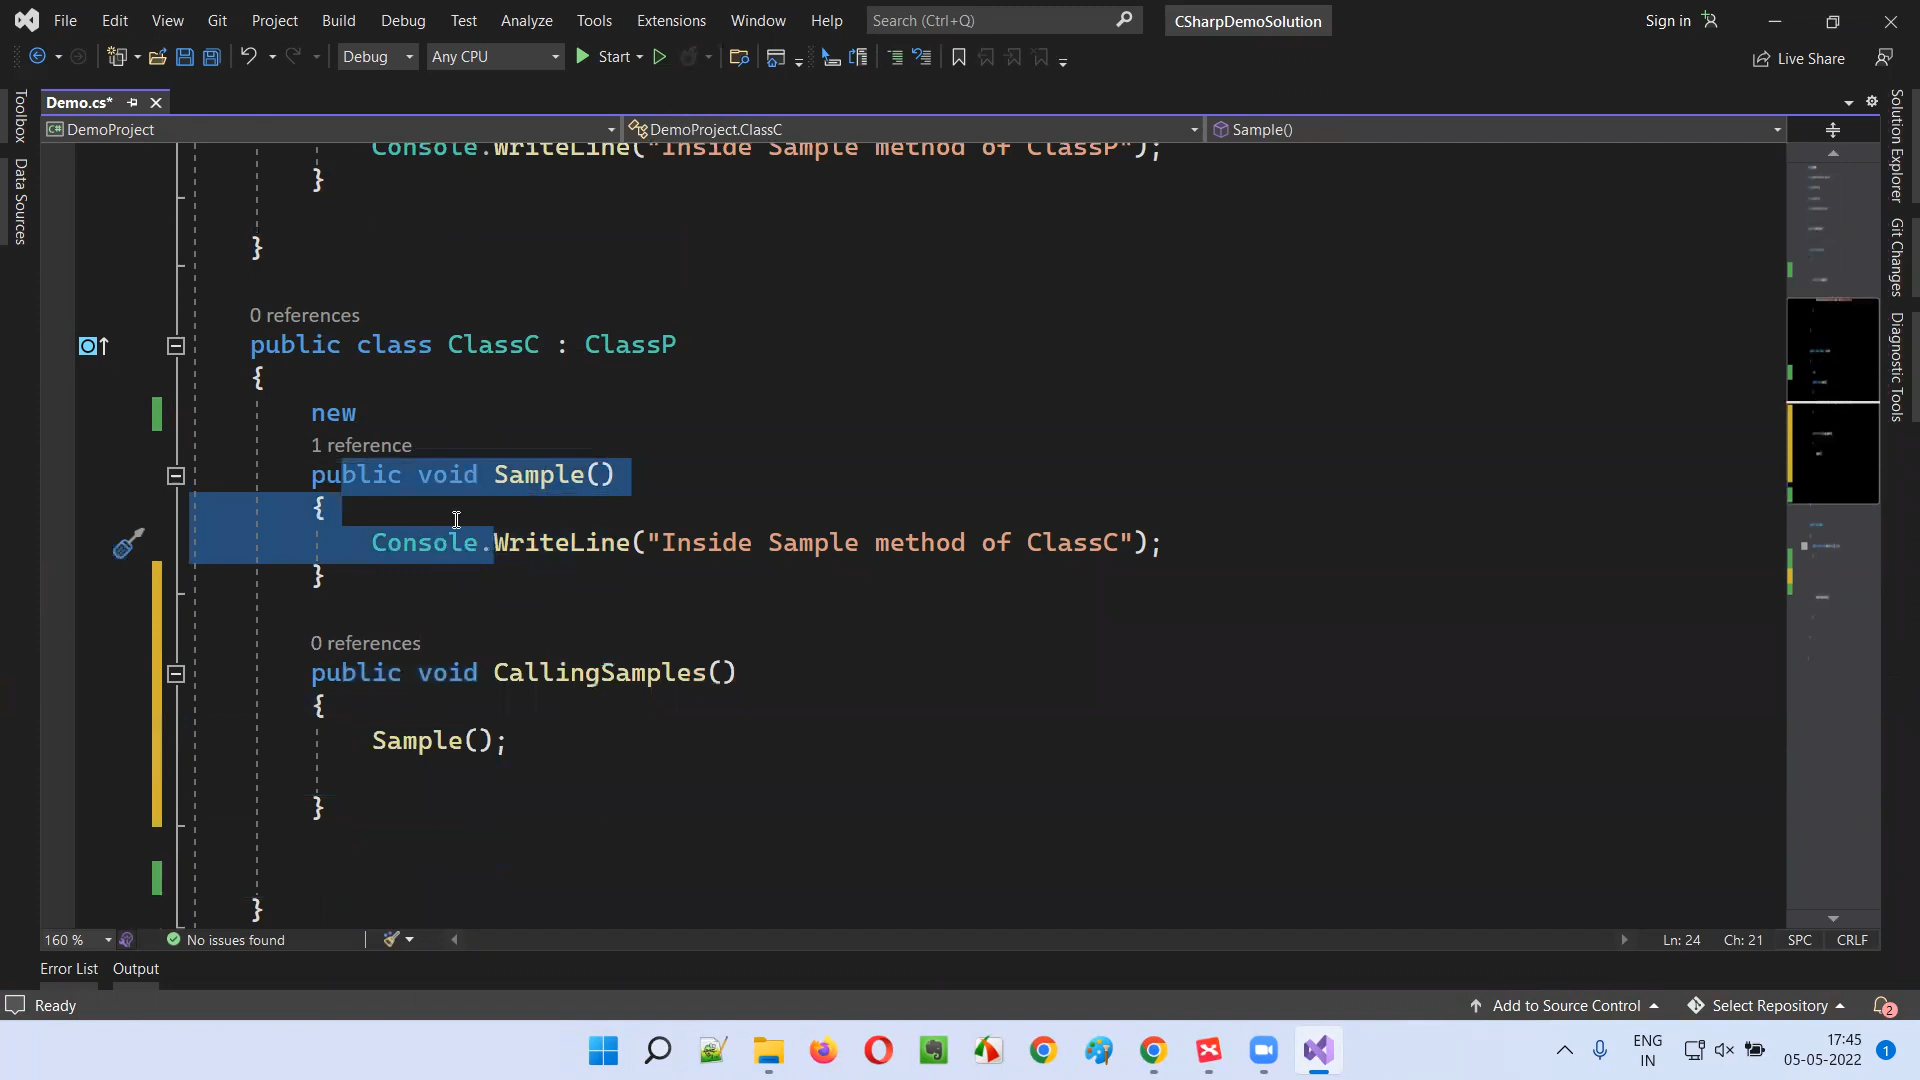 File Edit View Git Project Build Debug Test Analyze Tools Extensions Window Help Search (Ctrl+Q) CSharpDemoSolution Sign in
Debug Any CPU Start Live Share
Demo.cs*
DemoProject DemoProject.ClassC Sample()
Toolbox
Data Sources
Solution Explorer
Git Changes
Diagnostic Tools
Console.WriteLine("Inside Sample method of ClassP");
}
}
0 references
public class ClassC : ClassP
{
new
1 reference
public void Sample()
{
Console.WriteLine("Inside Sample method of ClassC");
}
0 references
public void CallingSamples()
{
Sample();
}
}
160 % No issues found Ln: 24 Ch: 21 SPC CRLF
Error List Output
Ready Add to Source Control Select Repository 2
ENG
IN
17:45
05-05-2022
1